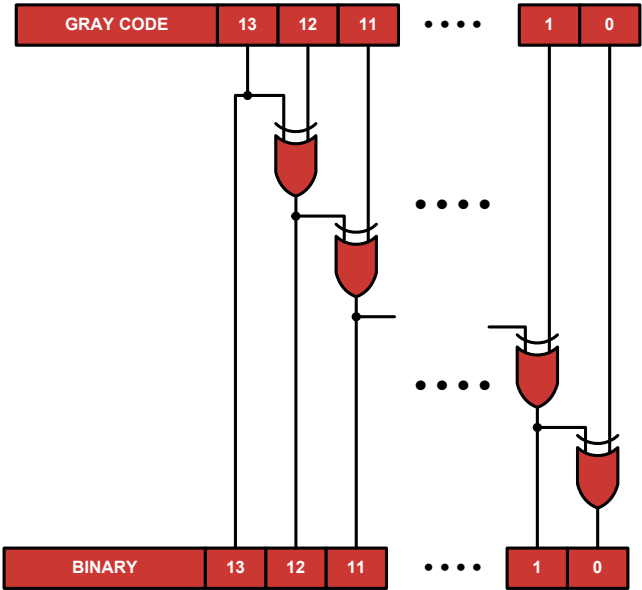 GRAY CODE 13 12 11 •••• 1 0
BINARY 13 12 11 •••• 1 0